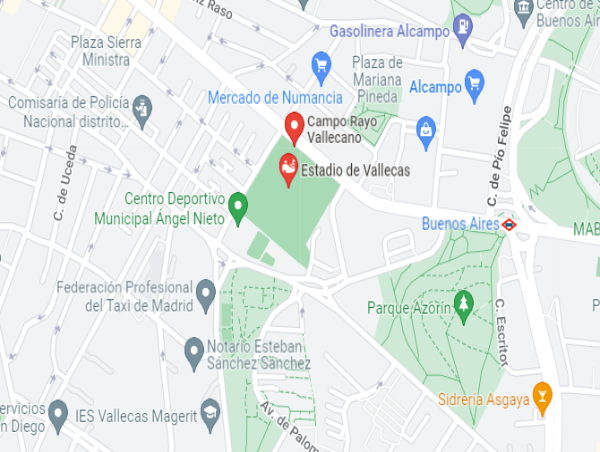 Raso
Centro de S
Buenos Aire
Gasolinera Alcampo
Plaza Sierra
Ministra
Plaza de
Mariana
Pineda
Alcampo
Mercado de Numancia
Comisaría de Policía
Nacional distrito...
Campo Rayo
Vallecano
C. de Pío Felipe
Estadio de Vallecas
C. de Uceda
Centro Deportivo
Municipal Ángel Nieto
Buenos Aires
MAB
Federación Profesional
del Taxi de Madrid
Parque Azorín
C. Escritor
Notario Esteban
Sánchez Sánchez
Sidrería Asgaya
ervicios
n Diego
IES Vallecas Magerit
Av. de Palom